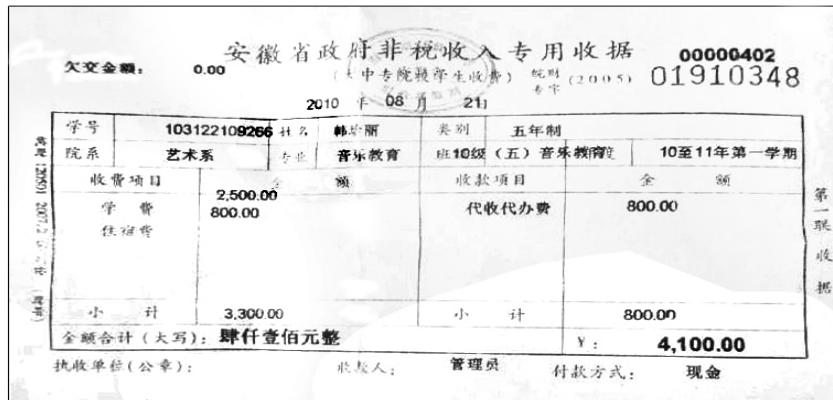 安徽省政府非税收入专用收据
00000402
欠交金额： 0.00
（大中专院校学生收费） 皖财专字 (2005) 01910348
2010 年 08 月 21日
学号 103122109266 姓名 韩 丽 类别 五年制
院系 艺术系 专业 音乐教育 班 10级（五）音乐教育 10至11年第一学期
收费项目 金 额 收款项目 金 额
学 费 2,500.00 代收代办费 800.00
住宿费 800.00
小 计 3,300.00 小 计 800.00
金额合计（大写）：肆仟壹佰元整 ¥： 4,100.00
执收单位(公章)： 收款人： 管理员 付款方式： 现金
第一联 收据